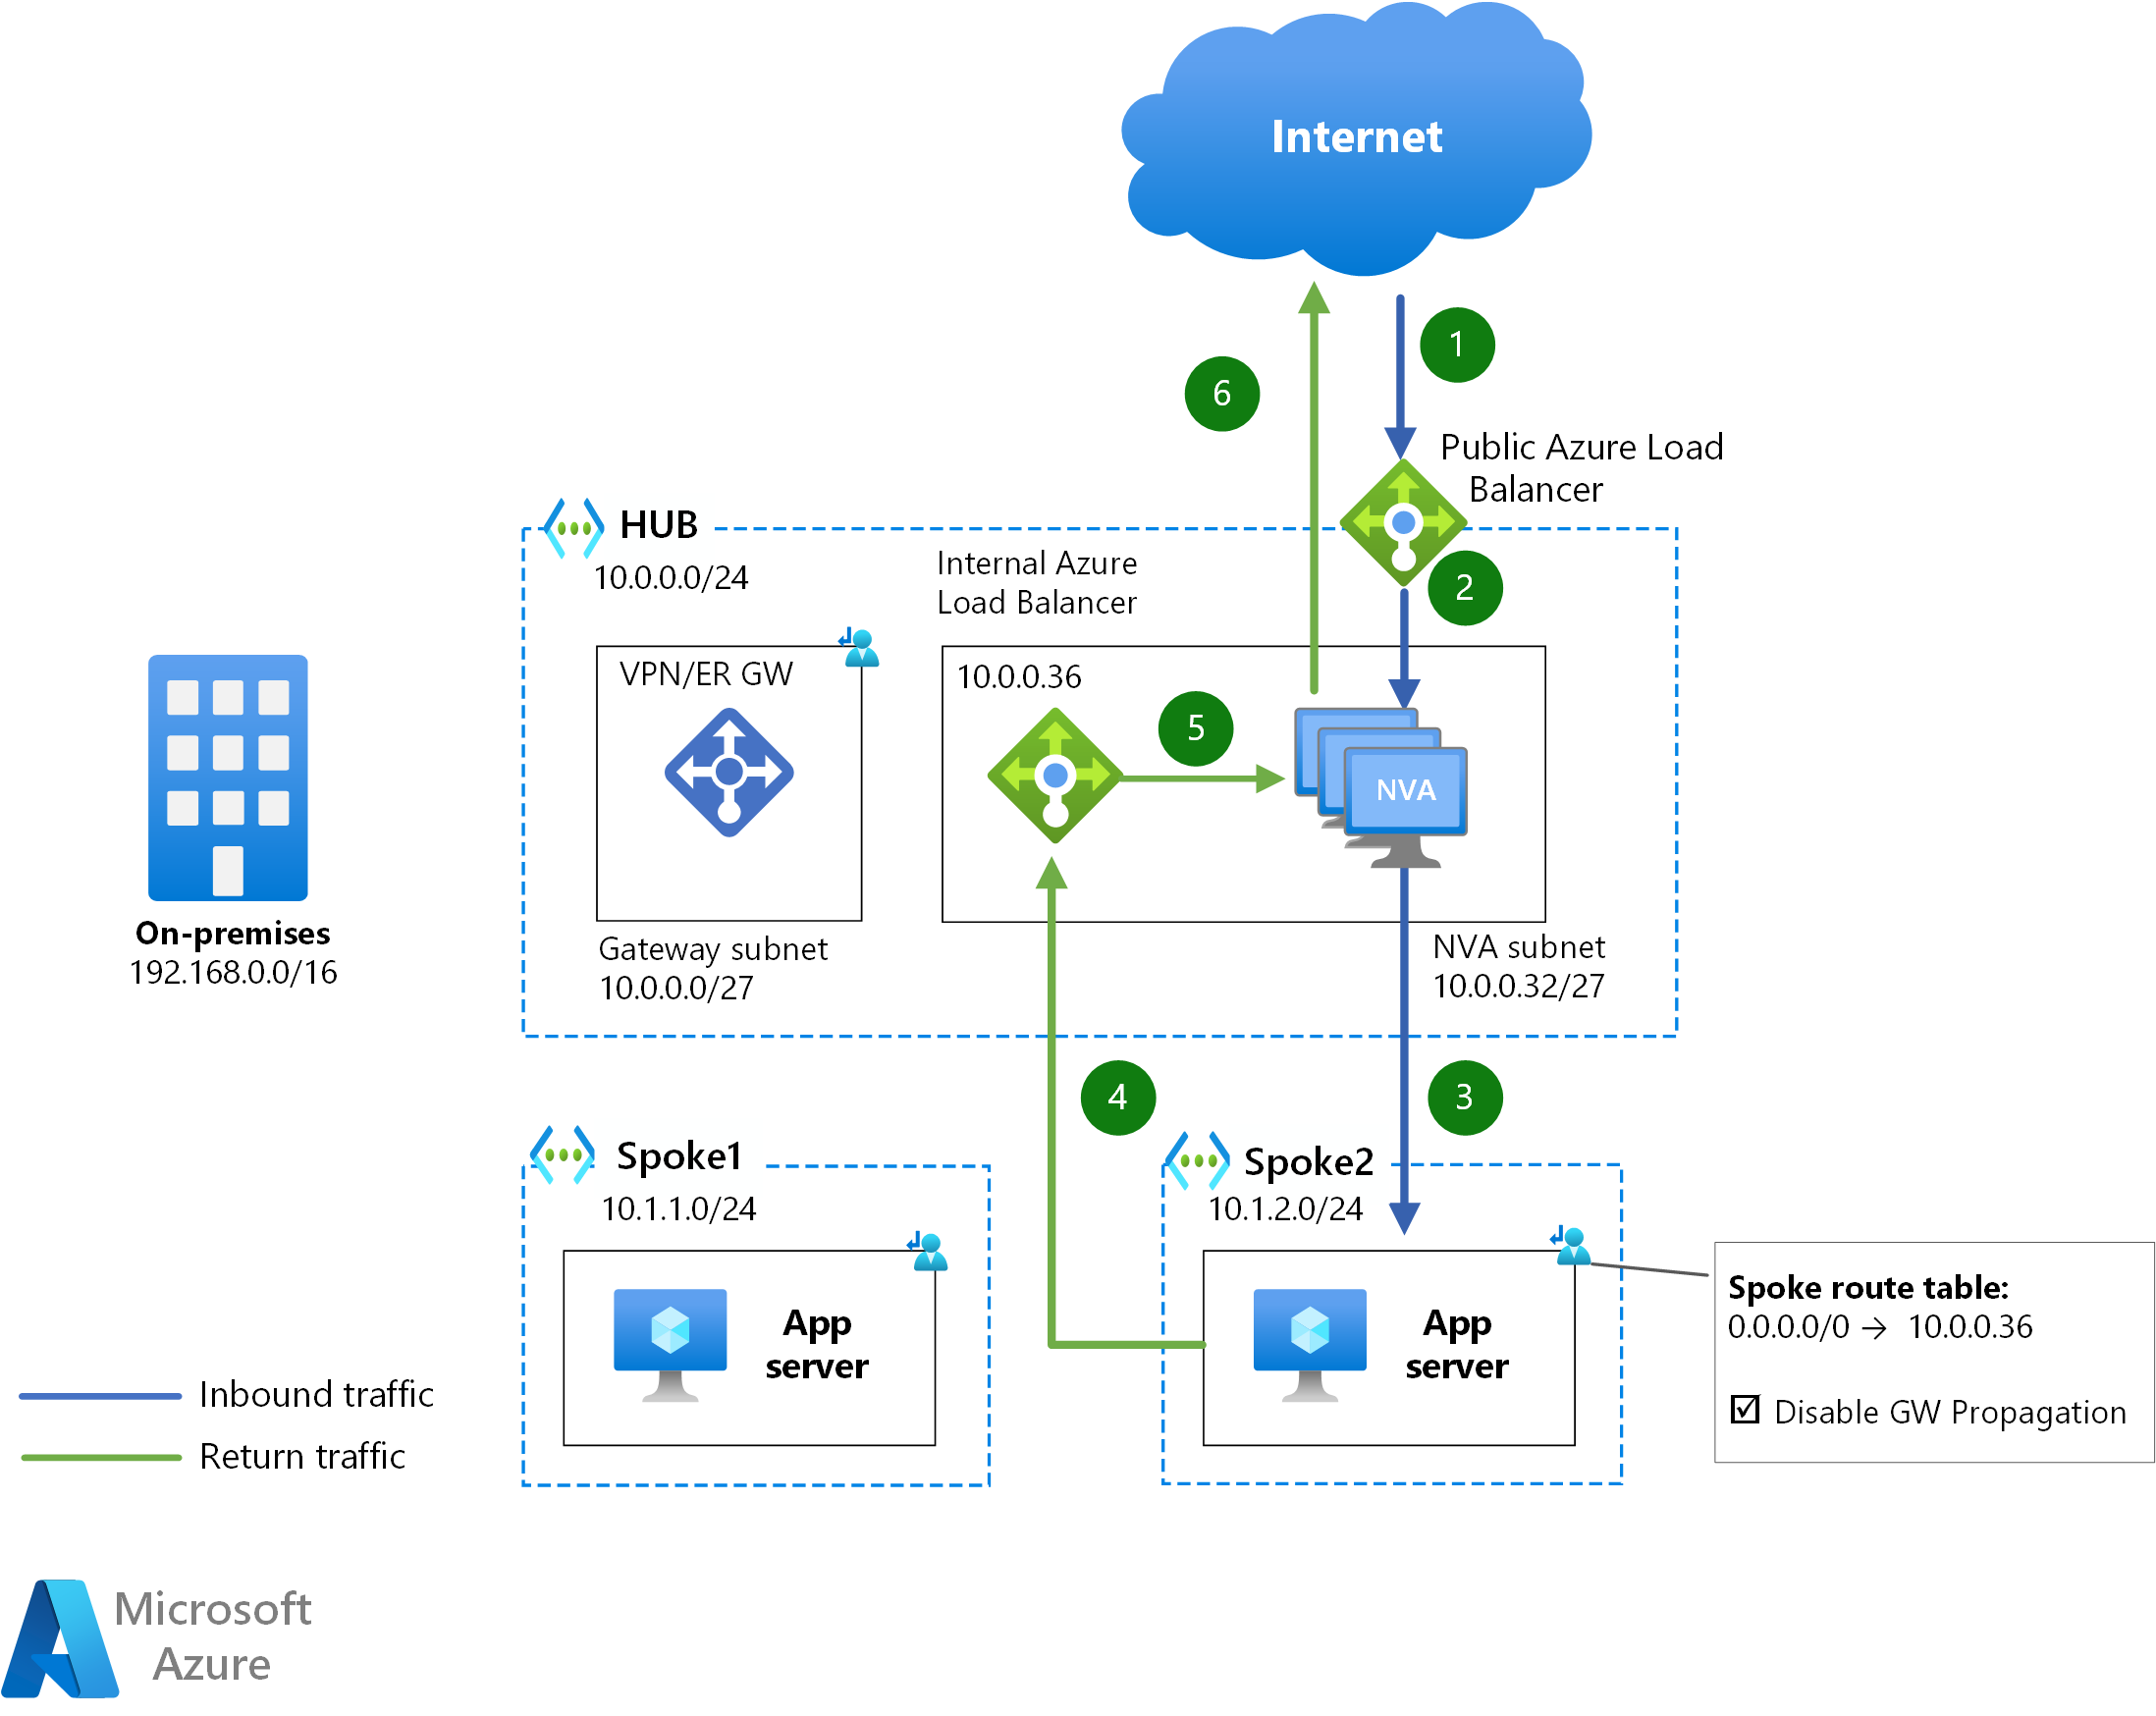 Internet
1
6
Public Azure Load
Balancer
HUB
10.0.0.0/24
Internal Azure
Load Balancer
2
VPN/ER GW
10.0.0.36
5
NVA
On-premises
192.168.0.0/16
Gateway subnet
10.0.0.0/27
NVA subnet
10.0.0.32/27
4
3
Spoke1
10.1.1.0/24
Spoke2
10.1.2.0/24
App
server
App
server
Spoke route table:
0.0.0.0/0 → 10.0.0.36
☑ Disable GW Propagation
Inbound traffic
Return traffic
Microsoft
Azure